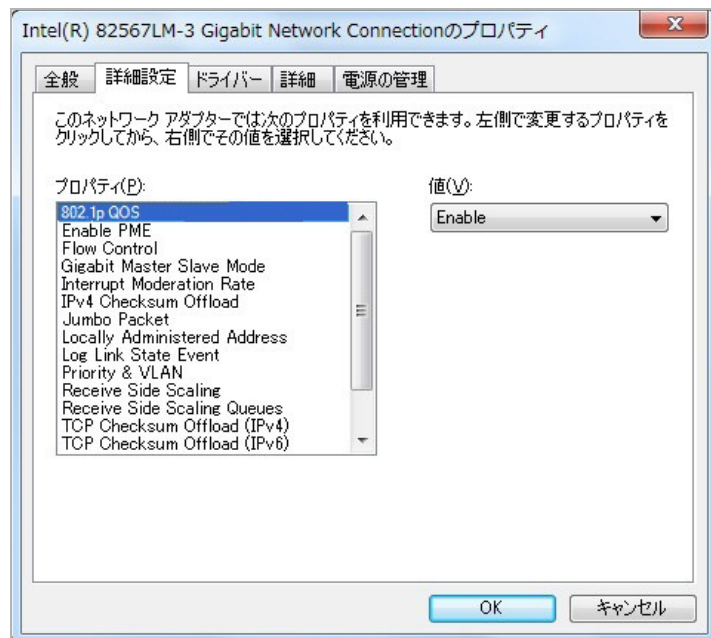 Intel(R) 82567LM-3 Gigabit Network Connectionのプロパティ
全般 詳細設定 ドライバー 詳細 電源の管理
このネットワーク アダプターでは次のプロパティを利用できます。左側で変更するプロパティを
クリックしてから、右側でその値を選択してください。
プロパティ(P): 値(V):
802.1p QOS Enable
Enable PME
Flow Control
Gigabit Master Slave Mode
Interrupt Moderation Rate
IPv4 Checksum Offload
Jumbo Packet
Locally Administered Address
Log Link State Event
Priority & VLAN
Receive Side Scaling
Receive Side Scaling Queues
TCP Checksum Offload (IPv4)
TCP Checksum Offload (IPv6)
OK キャンセル